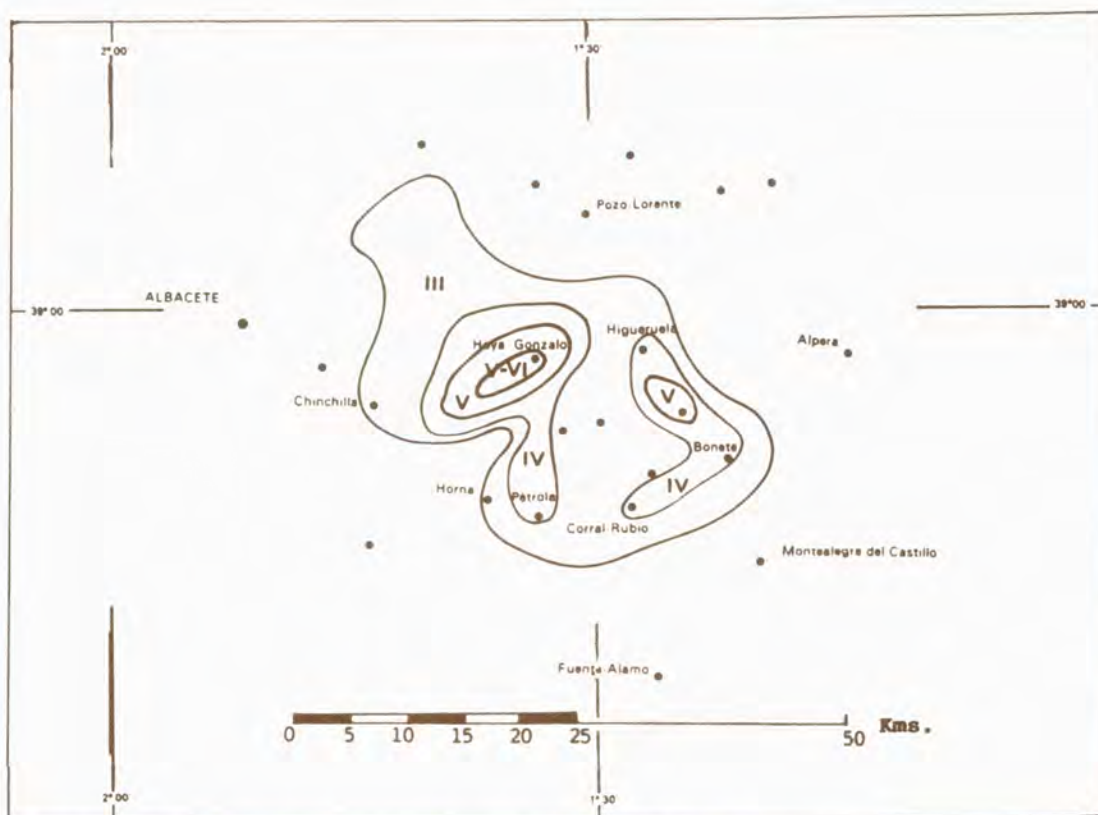 2° 00'
1° 30'
Pozo Lorente
III
39° 00
39° 00
ALBACETE
Higueruela
Alpera
Hoya Gonzalo
V-VI
V
V
Chinchilla
Bonete
IV
IV
Horna
Pétrola
Corral Rubio
Montealegre del Castillo
Fuente Alamo
0 5 10 15 20 25 50 Kms.
2° 00'
1° 30'